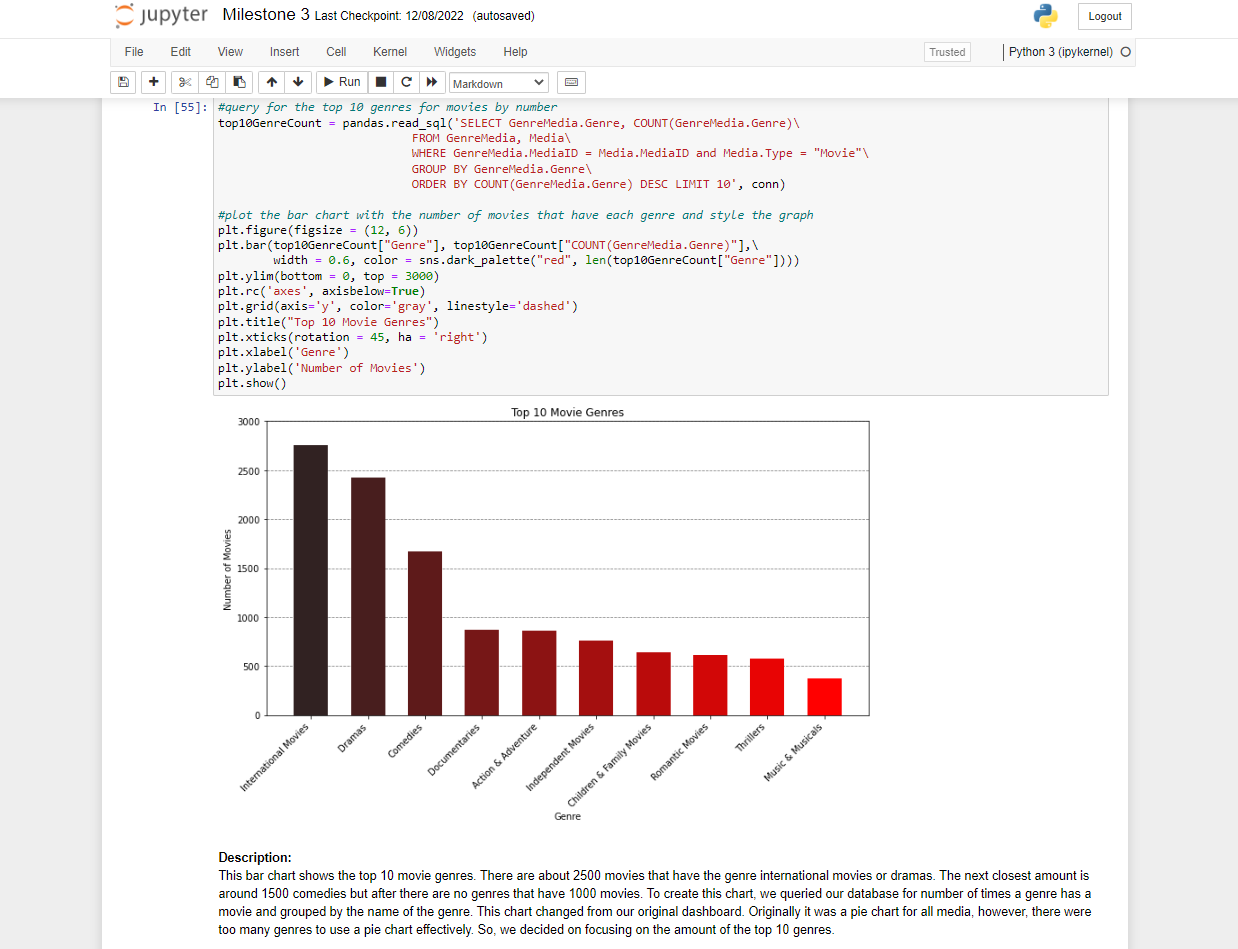 jupyter Milestone 3 Last Checkpoint: 12/08/2022 (autosaved)
Logout
File Edit View Insert Cell Kernel Widgets Help
Trusted
Python 3 (ipykernel)
Run
Markdown
In [55]:
#query for the top 10 genres for movies by number
top10GenreCount = pandas.read_sql('SELECT GenreMedia.Genre, COUNT(GenreMedia.Genre)\
FROM GenreMedia, Media\
WHERE GenreMedia.MediaID = Media.MediaID and Media.Type = "Movie"\
GROUP BY GenreMedia.Genre\
ORDER BY COUNT(GenreMedia.Genre) DESC LIMIT 10', conn)
#plot the bar chart with the number of movies that have each genre and style the graph
plt.figure(figsize = (12, 6))
plt.bar(top10GenreCount["Genre"], top10GenreCount["COUNT(GenreMedia.Genre)"],\
width = 0.6, color = sns.dark_palette("red", len(top10GenreCount["Genre"])))
plt.ylim(bottom = 0, top = 3000)
plt.rc('axes', axisbelow=True)
plt.grid(axis='y', color='gray', linestyle='dashed')
plt.title("Top 10 Movie Genres")
plt.xticks(rotation = 45, ha = 'right')
plt.xlabel('Genre')
plt.ylabel('Number of Movies')
plt.show()
Top 10 Movie Genres
3000
2500
2000
1500
1000
500
0
Number of Movies
International Movies
Dramas
Comedies
Documentaries
Action & Adventure
Independent Movies
Children & Family Movies
Romantic Movies
Thrillers
Music & Musicals
Genre
Description:
This bar chart shows the top 10 movie genres. There are about 2500 movies that have the genre international movies or dramas. The next closest amount is
around 1500 comedies but after there are no genres that have 1000 movies. To create this chart, we queried our database for number of times a genre has a
movie and grouped by the name of the genre. This chart changed from our original dashboard. Originally it was a pie chart for all media, however, there were
too many genres to use a pie chart effectively. So, we decided on focusing on the amount of the top 10 genres.